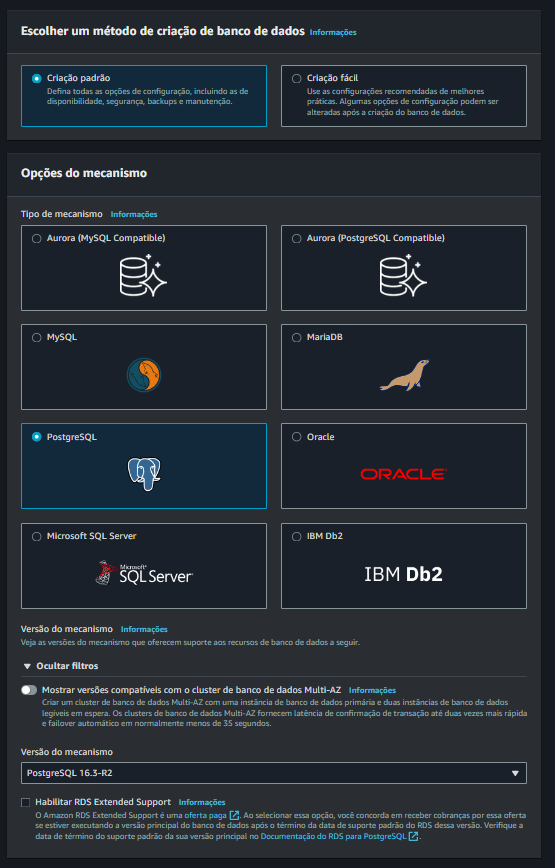 Escolher um método de criação de banco de dados Informações
Criação padrão
Defina todas as opções de configuração, incluindo as de
disponibilidade, segurança, backups e manutenção.
Criação fácil
Use as configurações recomendadas de melhores
práticas. Algumas opções de configuração podem ser
alteradas após a criação do banco de dados.
Opções do mecanismo
Tipo de mecanismo Informações
Aurora (MySQL Compatible)
Aurora (PostgreSQL Compatible)
MySQL
MariaDB
PostgreSQL
Oracle
ORACLE
Microsoft SQL Server
Microsoft®
SQL Server
IBM Db2
IBM Db2
Versão do mecanismo Informações
Veja as versões do mecanismo que oferecem suporte aos recursos de banco de dados a seguir.
Ocultar filtros
Mostrar versões compatíveis com o cluster de banco de dados Multi-AZ Informações
Criar um cluster de banco de dados Multi-AZ com uma instância de banco de dados primária e duas instâncias de banco de dados
legíveis em espera. Os clusters de banco de dados Multi-AZ fornecem latência de confirmação de transação até duas vezes mais rápida
e failover automático em normalmente menos de 35 segundos.
Versão do mecanismo
PostgreSQL 16.3-R2
Habilitar RDS Extended Support Informações
O Amazon RDS Extended Support é uma oferta paga. Ao selecionar essa opção, você concorda em receber cobranças por essa oferta
se estiver executando a versão principal do banco de dados após o término da data de suporte padrão do RDS dessa versão. Verifique a
data de término do suporte padrão da sua versão principal no Documentação do RDS para PostgreSQL.